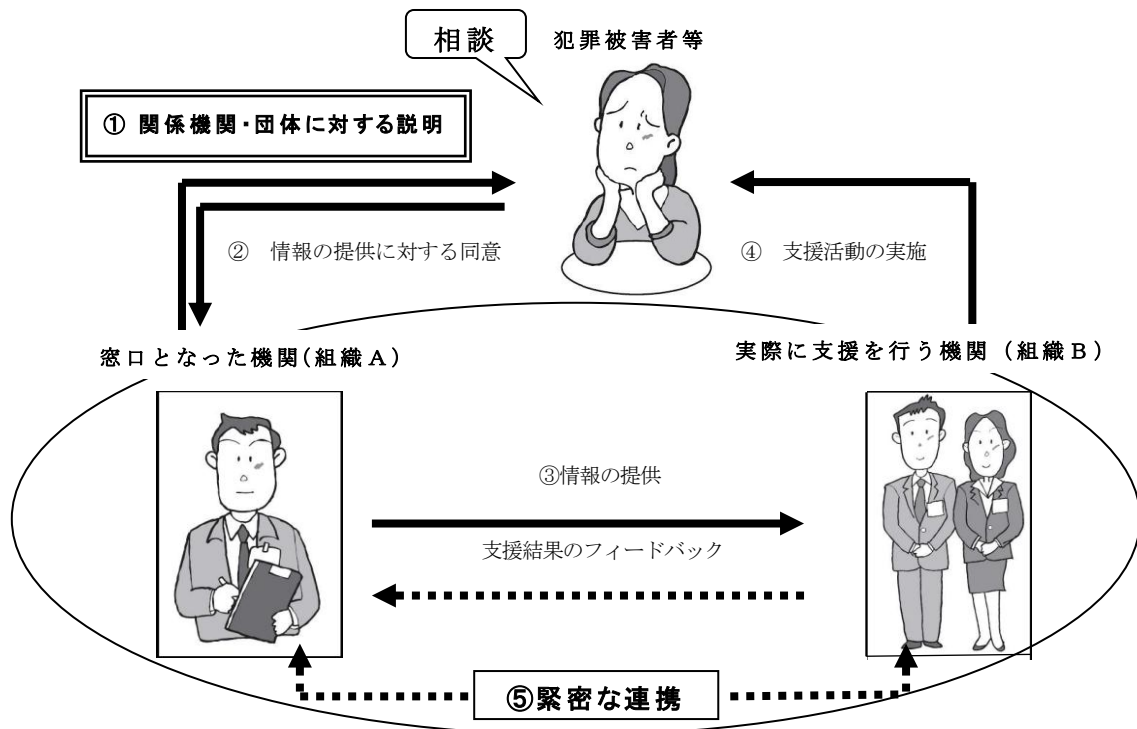 相談
犯罪被害者等
① 関係機関・団体に対する説明
② 情報の提供に対する同意
④ 支援活動の実施
窓口となった機関(組織A)
実際に支援を行う機関 (組織B)
③情報の提供
支援結果のフィードバック
⑤緊密な連携